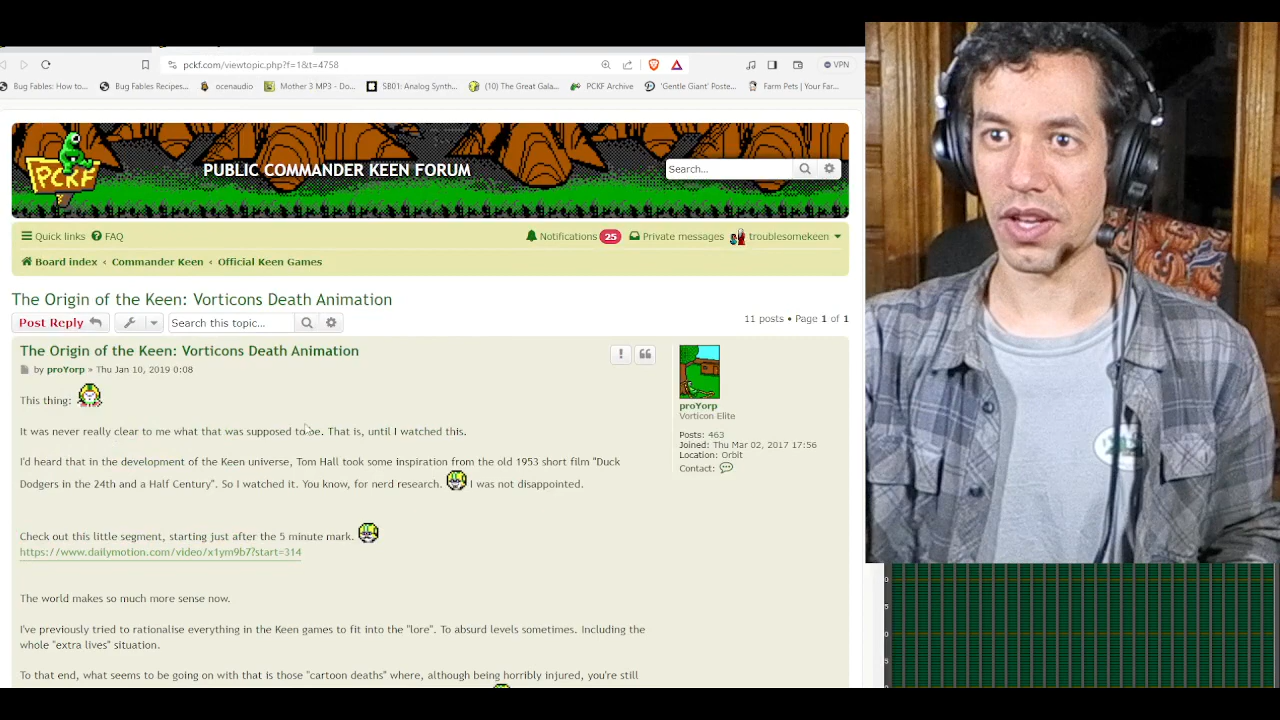 pckf.com/viewtopic.php?f=1&t=4758
VPN
Bug Fables: How to...
Bug Fables Recipes...
ocenaudio
Mother 3 MP3 - Do...
SB01: Analog Synth...
(10) The Great Gala...
PCKF Archive
'Gentle Giant' Poste...
Farm Pets | Your Far...
PCKF
PUBLIC COMMANDER KEEN FORUM
Search...
Quick links
FAQ
Notifications 25
Private messages
troublesomekeen
Board index ‹ Commander Keen ‹ Official Keen Games
The Origin of the Keen: Vorticons Death Animation
Post Reply
Search this topic...
11 posts • Page 1 of 1
The Origin of the Keen: Vorticons Death Animation
by proYorp » Thu Jan 10, 2019 0:08
This thing:
It was never really clear to me what that was supposed to be. That is, until I watched this.
I'd heard that in the development of the Keen universe, Tom Hall took some inspiration from the old 1953 short film "Duck
Dodgers in the 24th and a Half Century". So I watched it. You know, for nerd research. I was not disappointed.
Check out this little segment, starting just after the 5 minute mark.
https://www.dailymotion.com/video/x1ym9b7?start=314
The world makes so much more sense now.
I've previously tried to rationalise everything in the Keen games to fit into the "lore". To absurd levels sometimes. Including the
whole "extra lives" situation.
To that end, what seems to be going on with that is those "cartoon deaths" where, although being horribly injured, you're still
proYorp
Vorticon Elite
Posts: 463
Joined: Thu Mar 02, 2017 17:56
Location: Orbit
Contact: